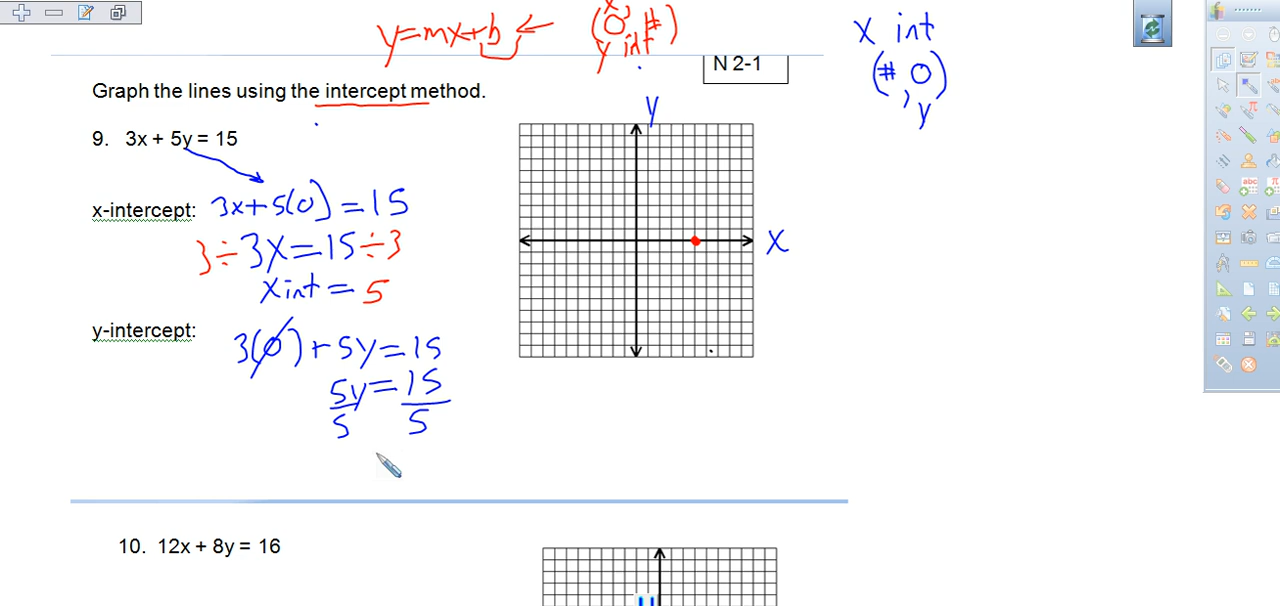 y=mx+b ← (0, #)
x
y int
x int
(#, 0)
y
N 2-1
Graph the lines using the intercept method.
9. 3x + 5y = 15
x-intercept: 3x+5(0) = 15
3÷3x=15÷3
x int = 5
y-intercept: 3(0)+5y=15
5y=15
5 5
y
x
10. 12x + 8y = 16